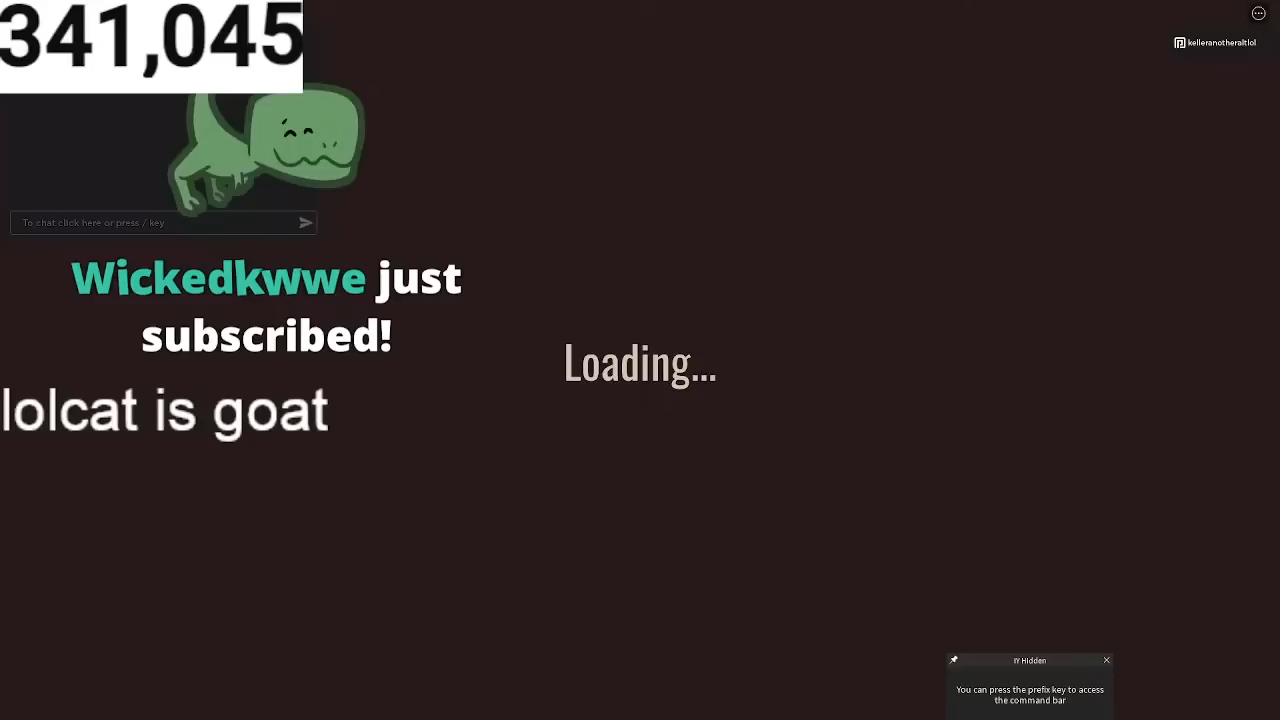 341,045
kelleranotheraltlol
To chat click here or press / key
Wickedkwwe just
subscribed!
Loading...
lolcat is goat
IY Hidden
You can press the prefix key to access
the command bar